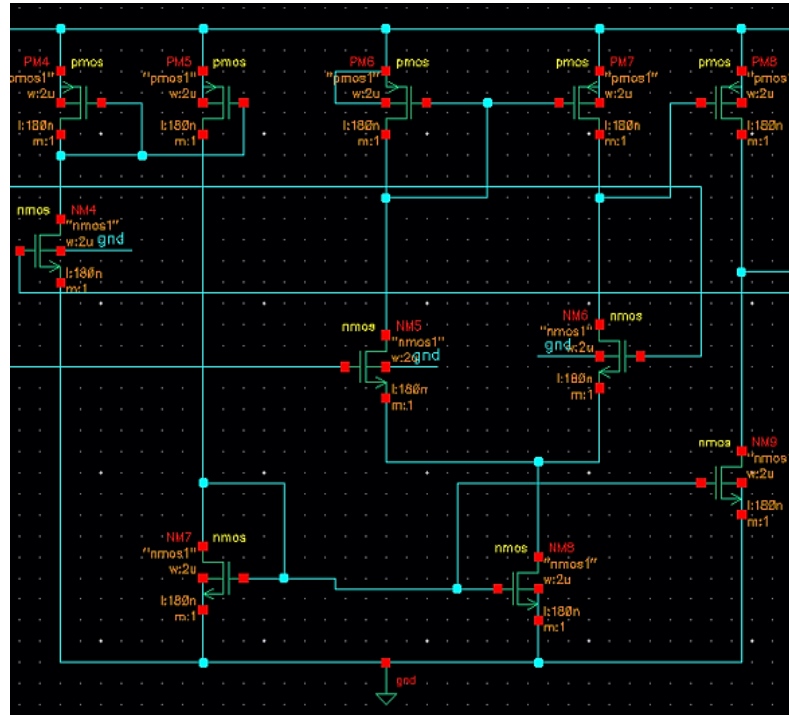 PM4 pmos
pmos1"
w:2u
l:180n
m:1
PM5 pmos
"pmos1"
w:2u
l:180n
m:1
PM6 pmos
"pmos1"
w:2u
l:180n
m:1
pmos PM7
"pmos1"
w:2u
l:180n
m:1
pmos PM8
"pmos
w:2u
l:180n
m:1
nmos NM4
"nmos1"
w:2u gnd
l:180n
m:1
nmos NM5
"nmos1"
gnd
l:180n
m:1
NM6 nmos
"nmos1"
gnd w:2u
l:180n
m:1
nmos NM9
"nmos
w:2u
l:180n
m:1
NM7 nmos
"nmos1"
w:2u
l:180n
m:1
nmos NM8
"nmos1"
w:2u
l:180n
m:1
gnd